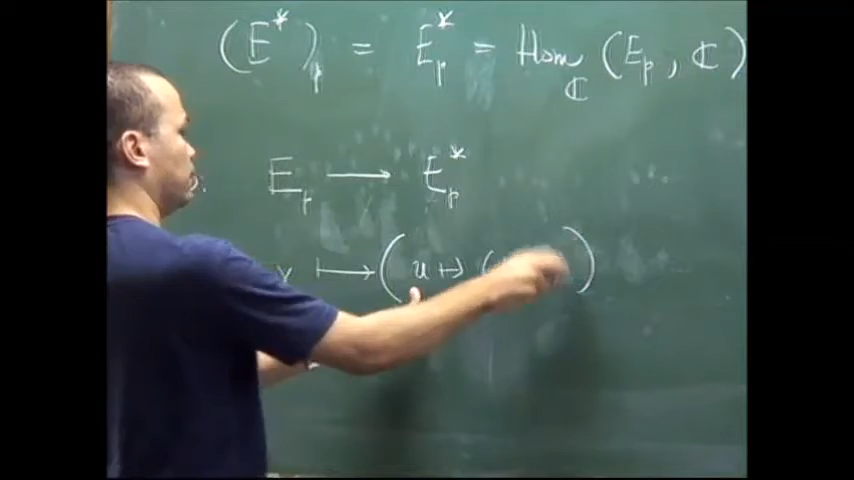 (E*)ₚ = Eₚ* = Hom_ℂ (Eₚ, ℂ)
Eₚ ⟶ Eₚ*
v ⟼ ( u ↦ ( )